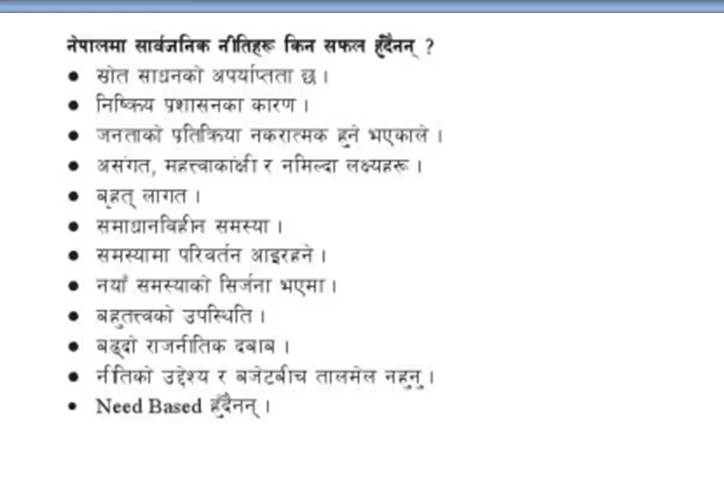 नेपालमा सार्वजनिक नीतिहरू किन सफल हुँदैनन् ?
● स्रोत साधनको अपर्याप्तता छ ।
● निष्क्रिय प्रशासनका कारण ।
● जनताको प्रतिक्रिया नकरात्मक हुने भएकाले ।
● असंगत, महत्त्वाकांक्षी र नमिल्दा लक्ष्यहरू ।
● बृहत् लागत ।
● समाधानविहीन समस्या ।
● समस्यामा परिवर्तन आइरहने ।
● नयाँ समस्याको सिर्जना भएमा ।
● बहुतत्त्वको उपस्थिति ।
● बढ्दो राजनीतिक दबाब ।
● नीतिको उद्देश्य र बजेटबीच तालमेल नहुनु ।
● Need Based हुँदैनन् ।